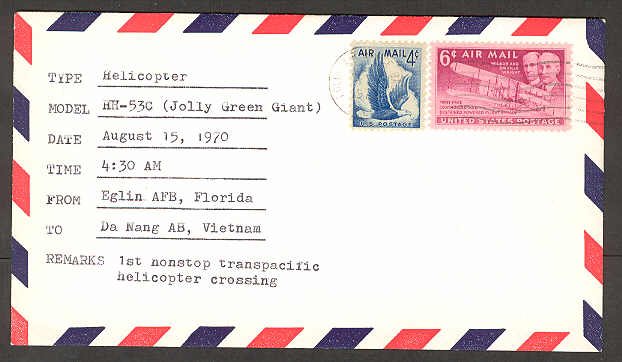 AIR MAIL 4¢
U.S. POSTAGE
6¢ AIR MAIL
WILBUR AND
ORVILLE
WRIGHT
UNITED STATES POSTAGE
TYPE Helicopter
MODEL HH-53C (Jolly Green Giant)
DATE August 15, 1970
TIME 4:30 AM
FROM Eglin AFB, Florida
TO Da Nang AB, Vietnam
REMARKS 1st nonstop transpacific
helicopter crossing